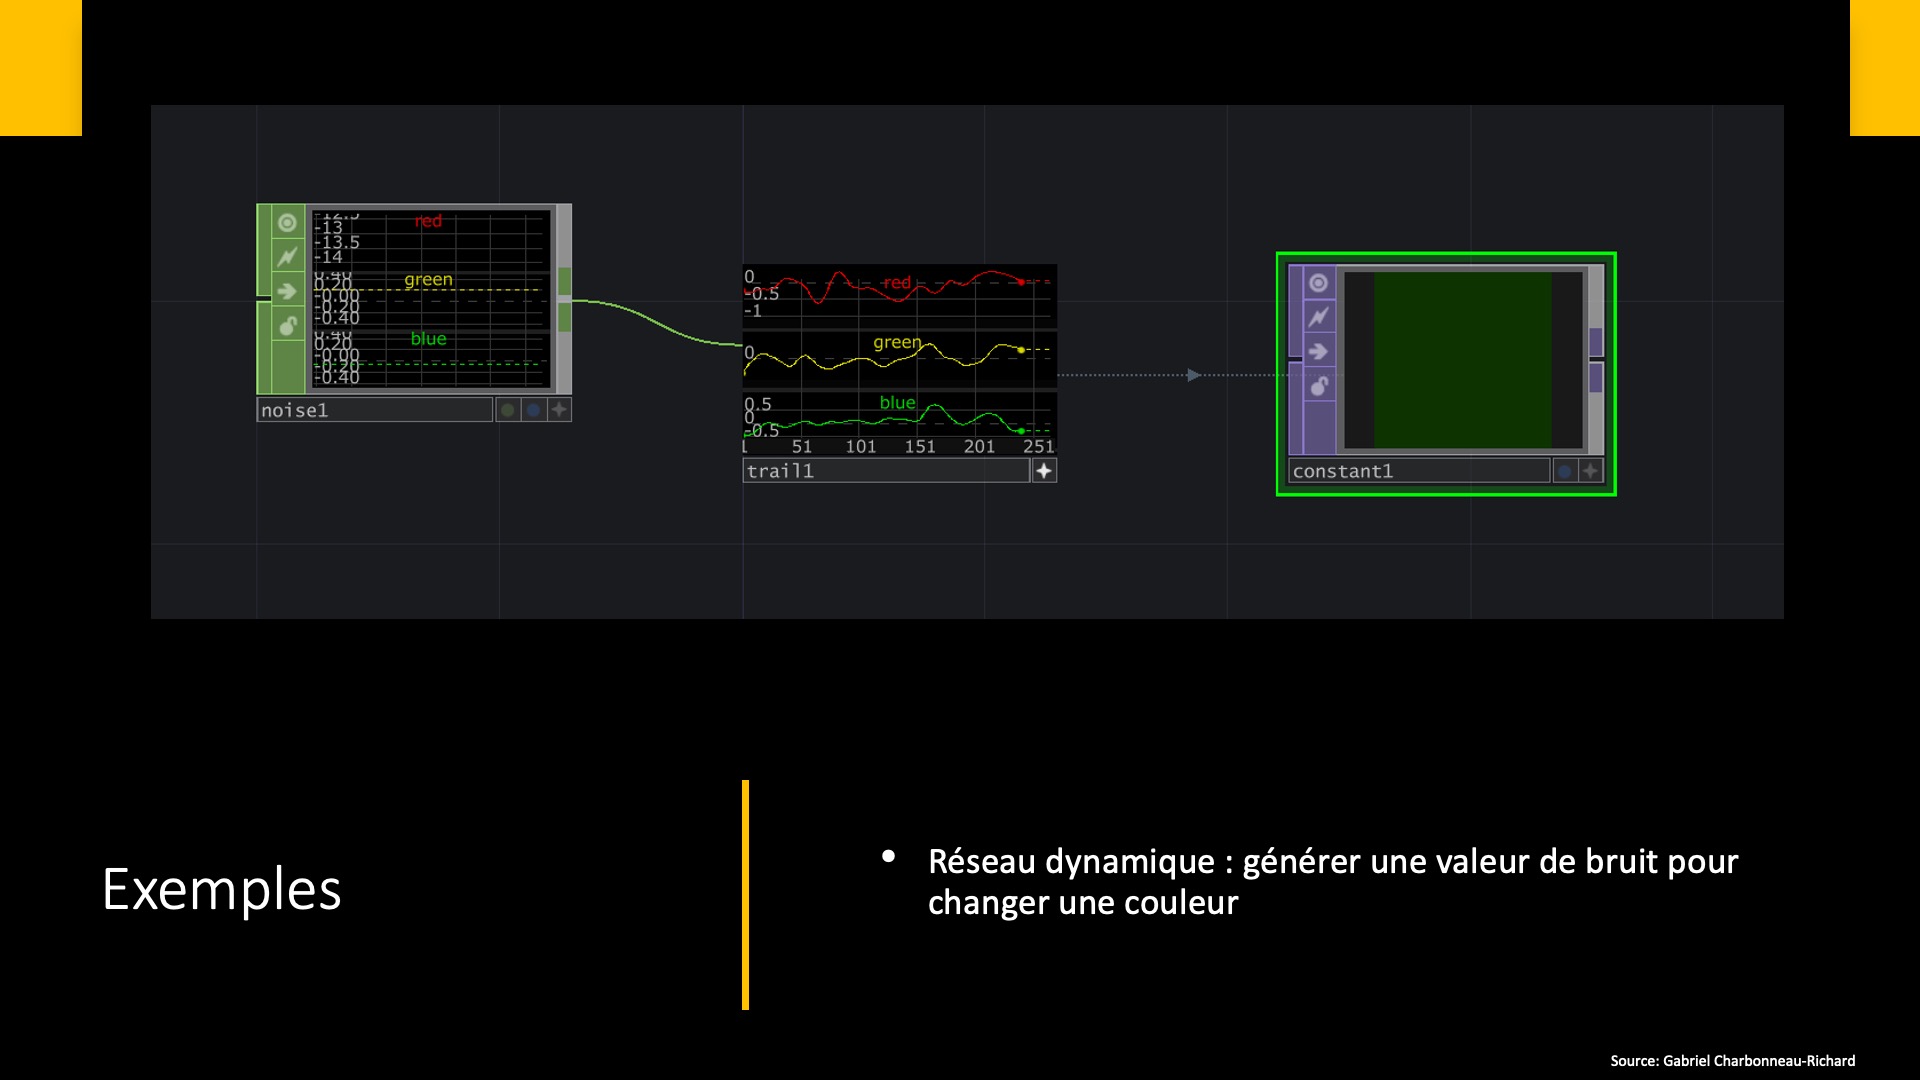 red
-13
-13.5
-14
green
0.20
-0.00
-0.20
-0.40
blue
0.20
-0.00
-0.20
-0.40
noise1
0
-0.5
-1
red
green
0
blue
0.5
0
-0.5
1 51 101 151 201 251
trail1
constant1
Exemples
• Réseau dynamique : générer une valeur de bruit pour
changer une couleur
Source: Gabriel Charbonneau-Richard